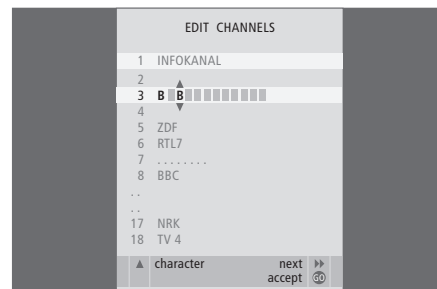 EDIT CHANNELS
1 INFOKANAL
2
3 B B
4
5 ZDF
6 RTL7
7 ........
8 BBC
..
..
17 NRK
18 TV 4
▲ character next ▶▶
accept GO